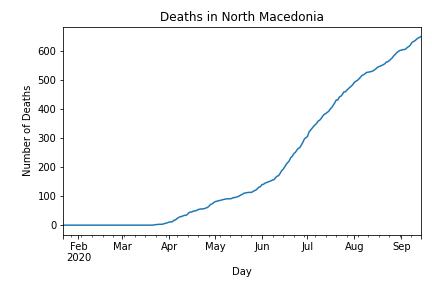 Deaths in North Macedonia
Number of Deaths
600
500
400
300
200
100
0
Feb Mar Apr May Jun Jul Aug Sep
2020
Day